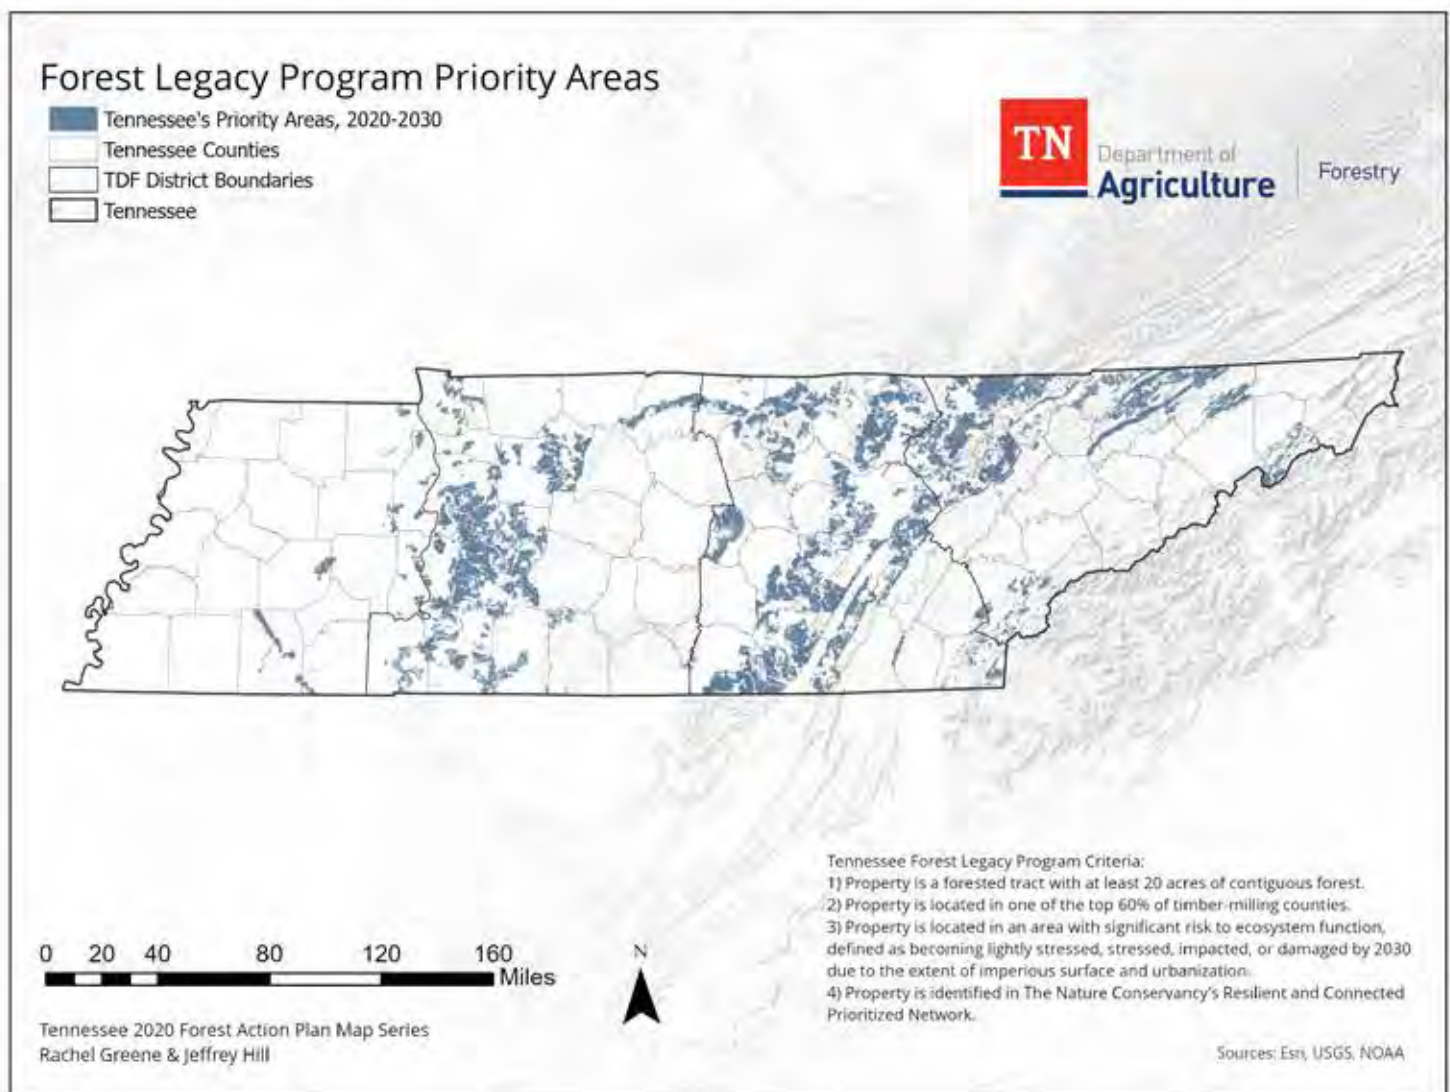 Forest Legacy Program Priority Areas
Tennessee's Priority Areas, 2020-2030
Tennessee Counties
TDF District Boundaries
Tennessee
TN
Department of
Agriculture
Forestry
Tennessee Forest Legacy Program Criteria:
1) Property is a forested tract with at least 20 acres of contiguous forest.
2) Property is located in one of the top 60% of timber-milling counties.
3) Property is located in an area with significant risk to ecosystem function,
defined as becoming lightly stressed, stressed, impacted, or damaged by 2030
due to the extent of imperious surface and urbanization.
4) Property is identified in The Nature Conservancy's Resilient and Connected
Prioritized Network.
0 20 40 80 120 160
Miles
N
Tennessee 2020 Forest Action Plan Map Series
Rachel Greene & Jeffrey Hill
Sources: Esri, USGS, NOAA